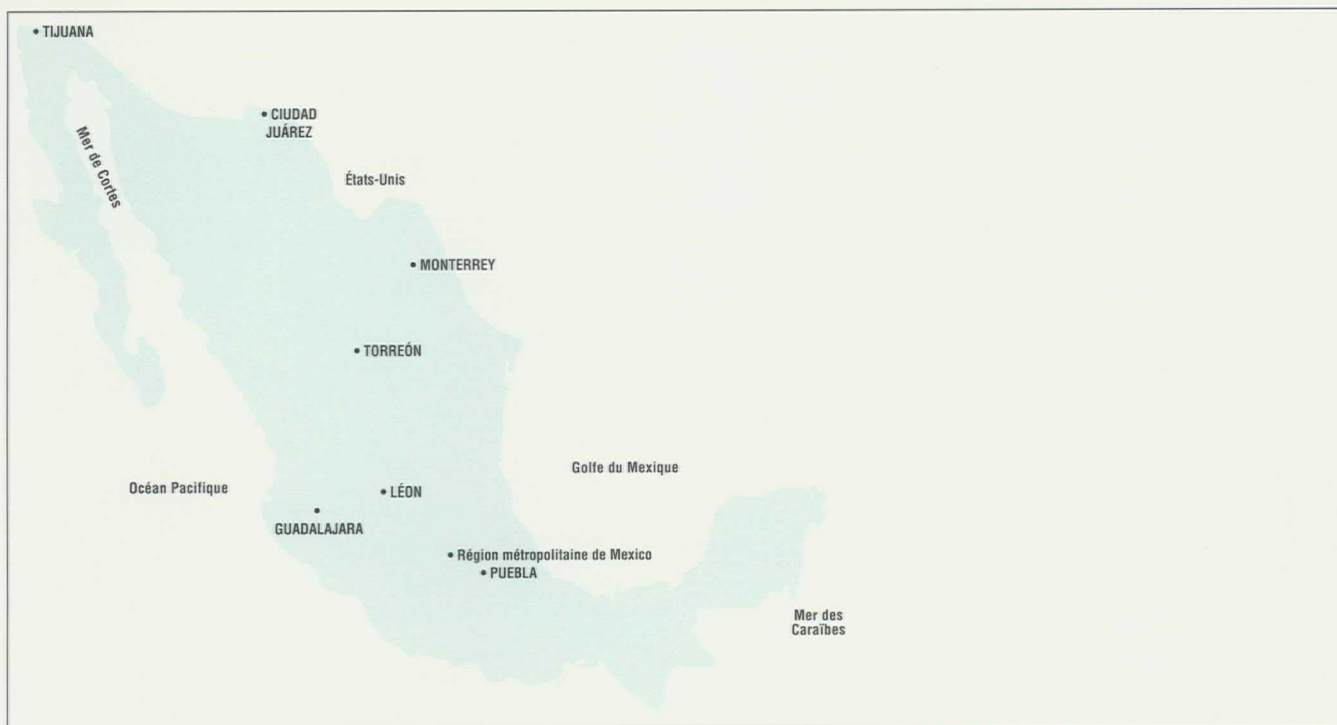 TIJUANA
CIUDAD
JUÁREZ
Mer de Cortes
États-Unis
MONTERREY
TORREÓN
Golfe du Mexique
Océan Pacifique
LÉON
GUADALAJARA
Région métropolitaine de Mexico
PUEBLA
Mer des
Caraïbes